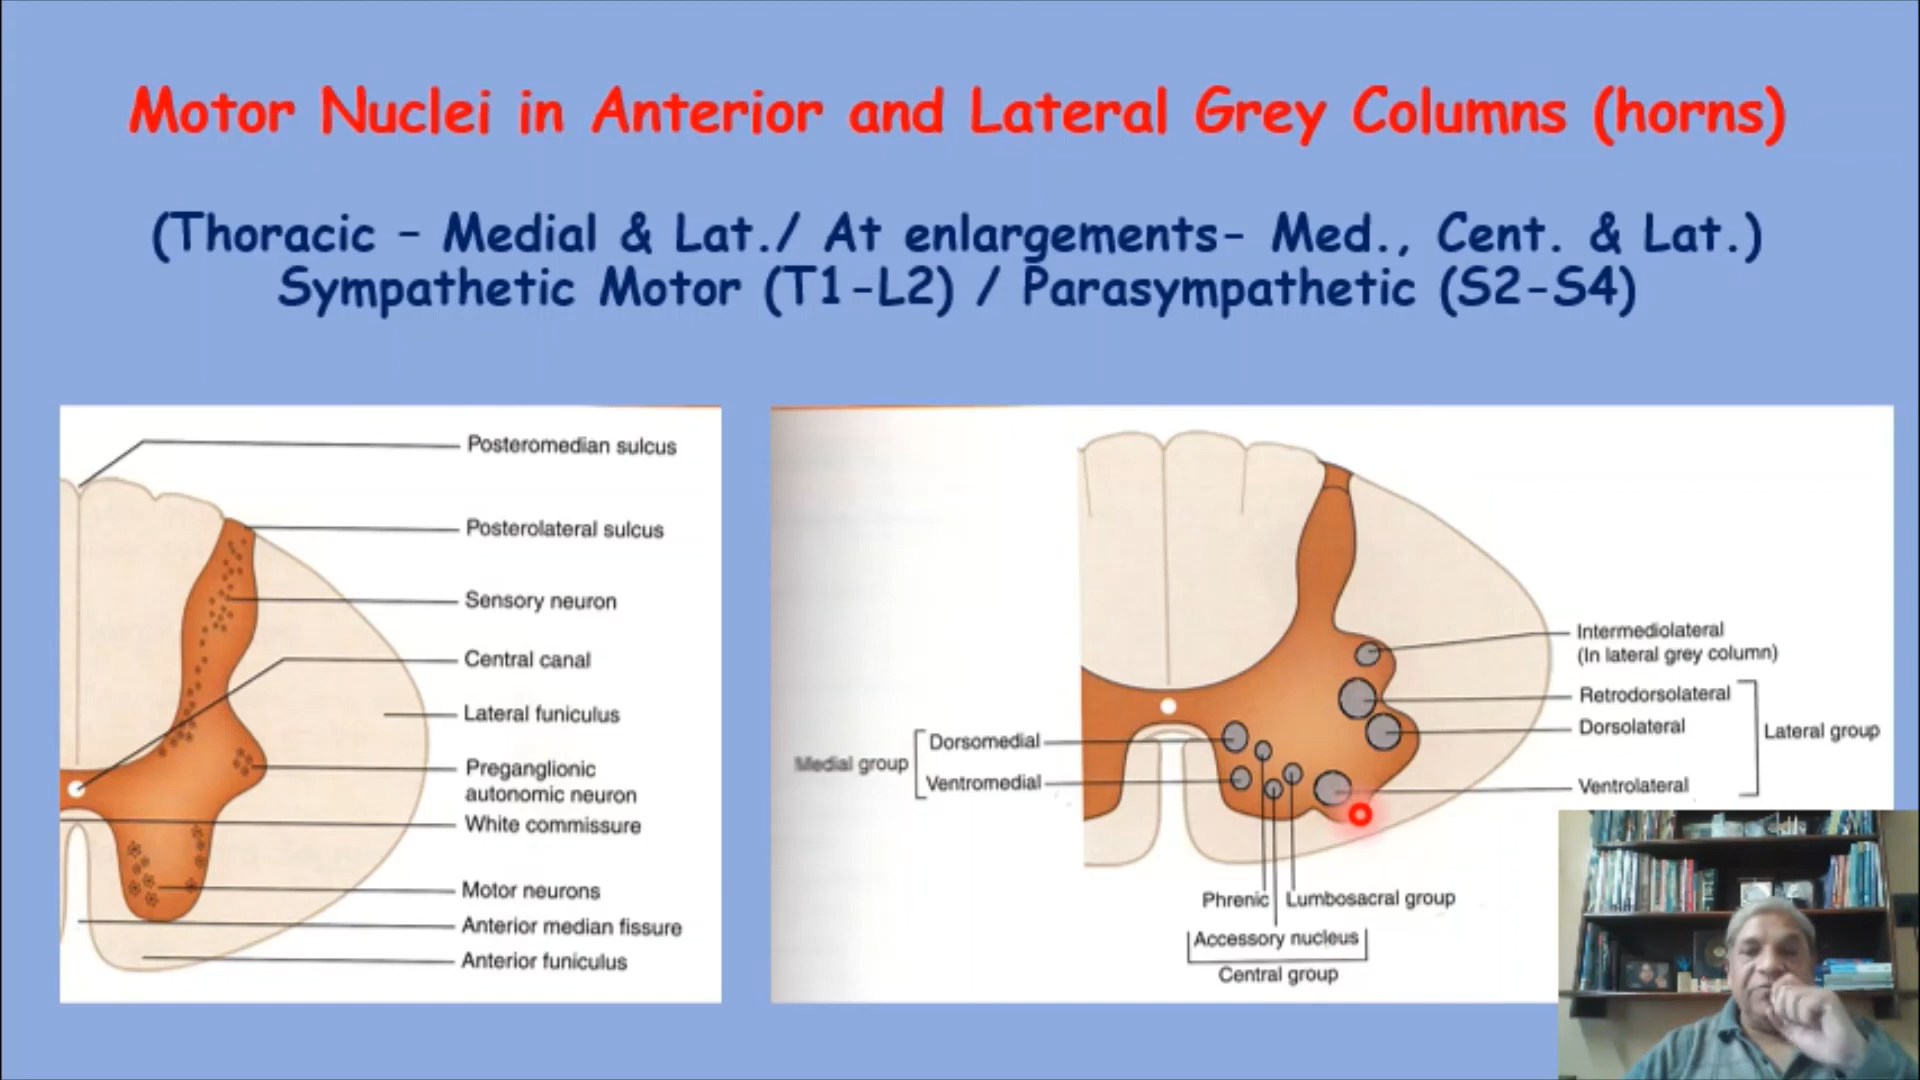 Motor Nuclei in Anterior and Lateral Grey Columns (horns)
(Thoracic - Medial & Lat./ At enlargements- Med., Cent. & Lat.)
Sympathetic Motor (T1-L2) / Parasympathetic (S2-S4)
Posteromedian sulcus
Posterolateral sulcus
Sensory neuron
Central canal
Lateral funiculus
Preganglionic
autonomic neuron
White commissure
Motor neurons
Anterior median fissure
Anterior funiculus
Intermediolateral
(In lateral grey column)
Retrodorsolateral
Dorsolateral
Lateral group
Ventrolateral
Dorsomedial
Medial group
Ventromedial
Phrenic
Lumbosacral group
Accessory nucleus
Central group